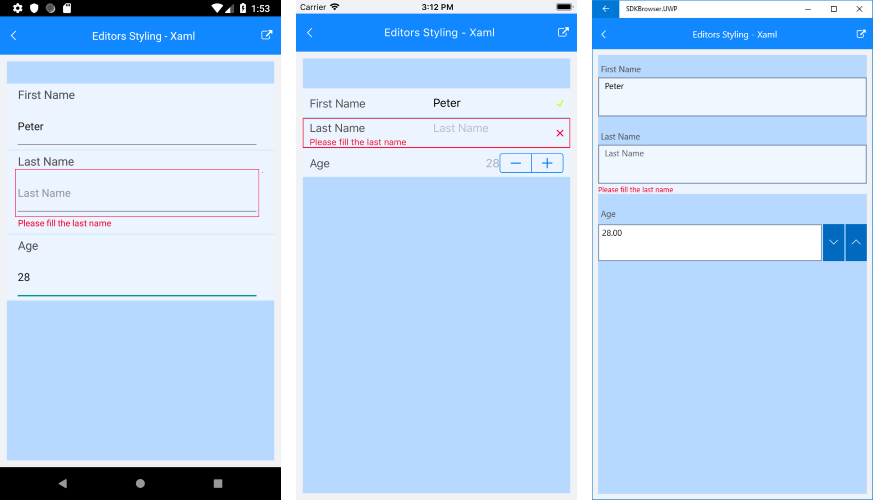 1:53
Editors Styling - Xaml
First Name
Peter
Last Name
Last Name
Please fill the last name
Age
28
Carrier 3:12 PM
Editors Styling - Xaml
First Name Peter
Last Name Last Name
Please fill the last name
Age 28
SDKBrowser.UWP
Editors Styling - Xaml
First Name
Peter
Last Name
Last Name
Please fill the last name
Age
28.00